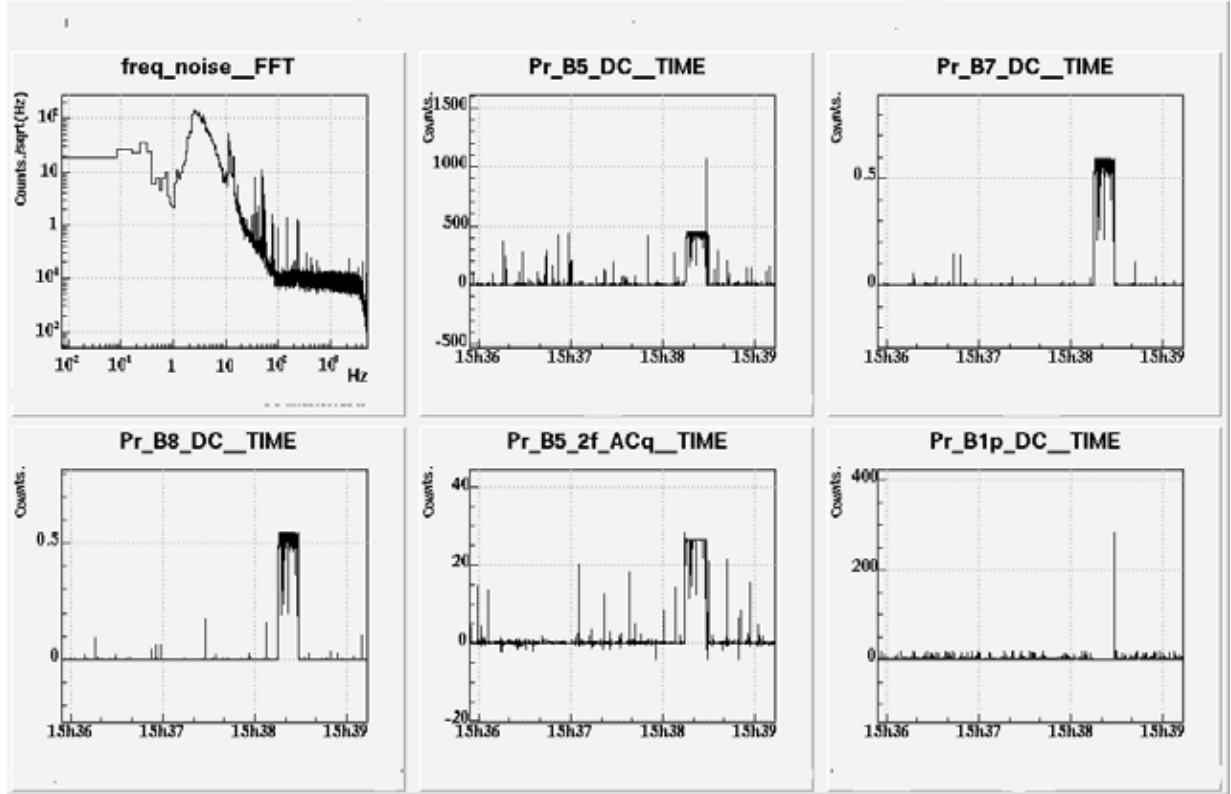 freq_noise__FFT
Pr_B5_DC__TIME
Pr_B7_DC__TIME
Counts./sqrt(Hz)
10
1
1
10
Hz
Counts.
1500
1000
500
0
-500
15h36 15h37 15h38 15h39
Counts.
0.5
0
15h36 15h37 15h38 15h39
Pr_B8_DC__TIME
Pr_B5_2f_ACq__TIME
Pr_B1p_DC__TIME
Counts.
0.5
0
15h36 15h37 15h38 15h39
Counts.
40
20
0
-20
15h36 15h37 15h38 15h39
Counts.
400
200
0
15h36 15h37 15h38 15h39